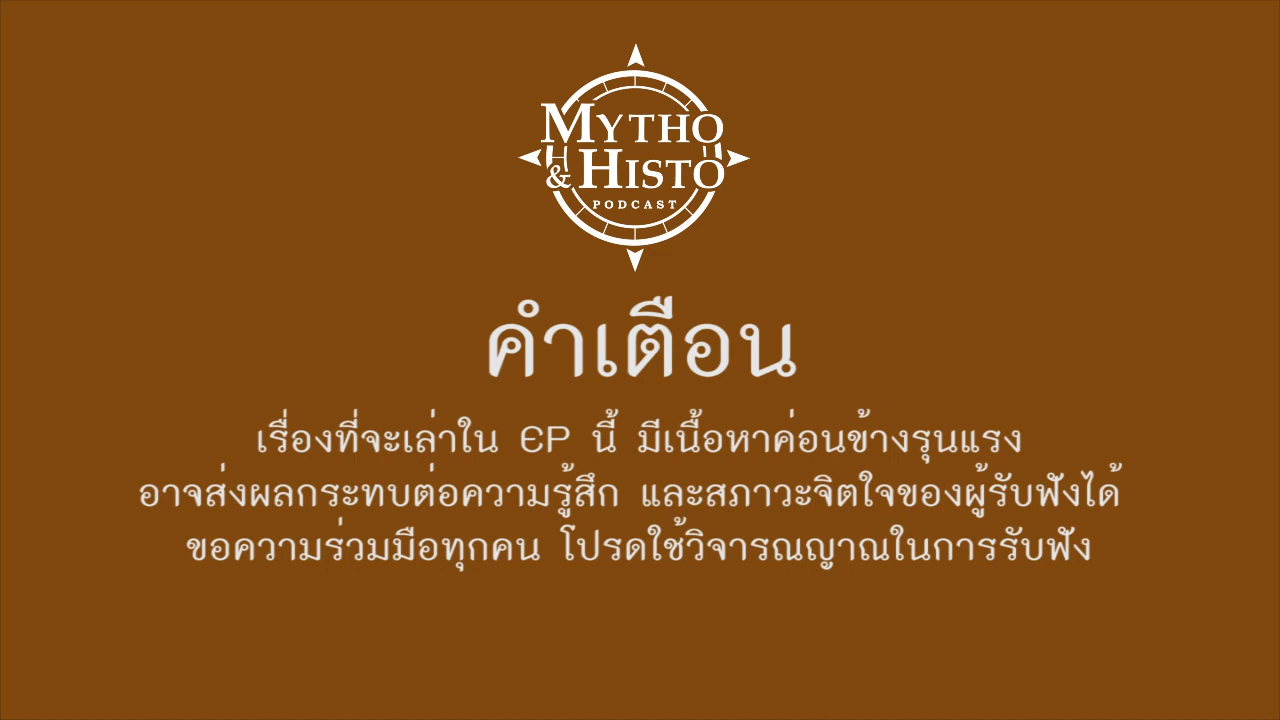 MYTHO
& HISTO
PODCAST
คำเตือน
เรื่องที่จะเล่าใน EP นี้ มีเนื้อหาค่อนข้างรุนแรง
อาจส่งผลกระทบต่อความรู้สึก และสภาวะจิตใจของผู้รับฟังได้
ขอความร่วมมือทุกคน โปรดใช้วิจารณญาณในการรับฟัง